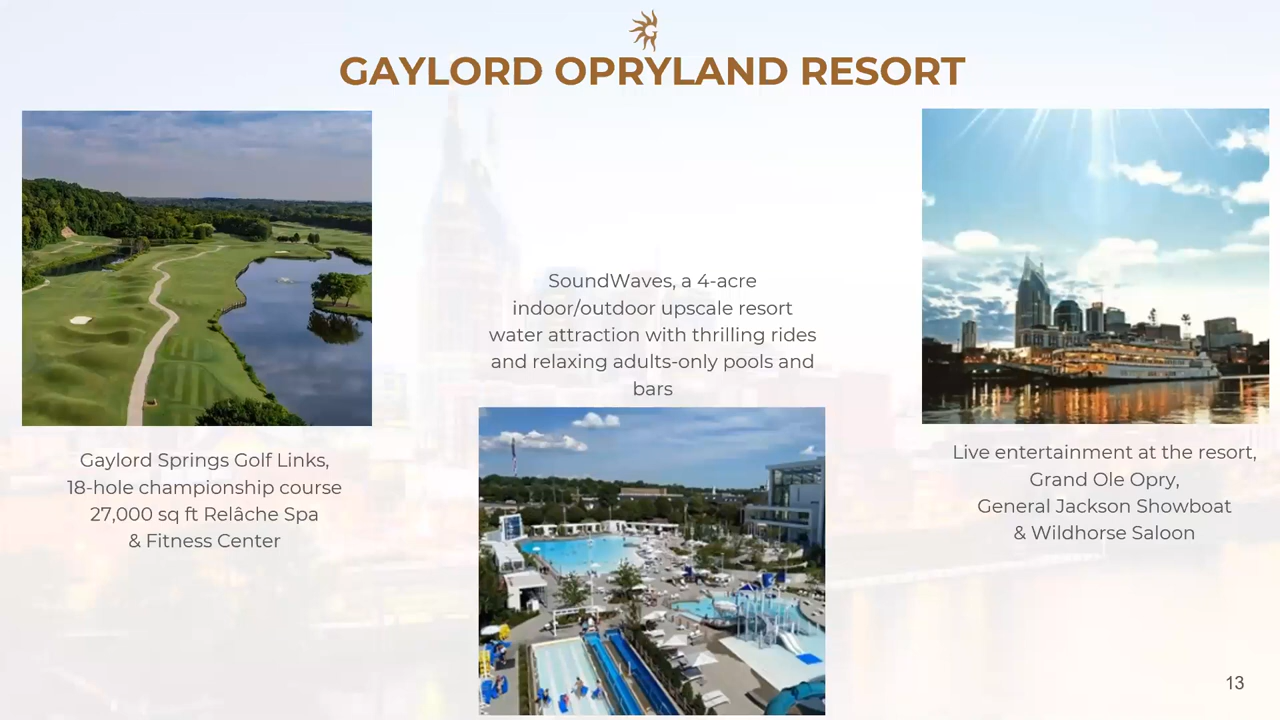 GAYLORD OPRYLAND RESORT
Gaylord Springs Golf Links,
18-hole championship course
27,000 sq ft Relâche Spa
& Fitness Center
SoundWaves, a 4-acre
indoor/outdoor upscale resort
water attraction with thrilling rides
and relaxing adults-only pools and
bars
Live entertainment at the resort,
Grand Ole Opry,
General Jackson Showboat
& Wildhorse Saloon
13